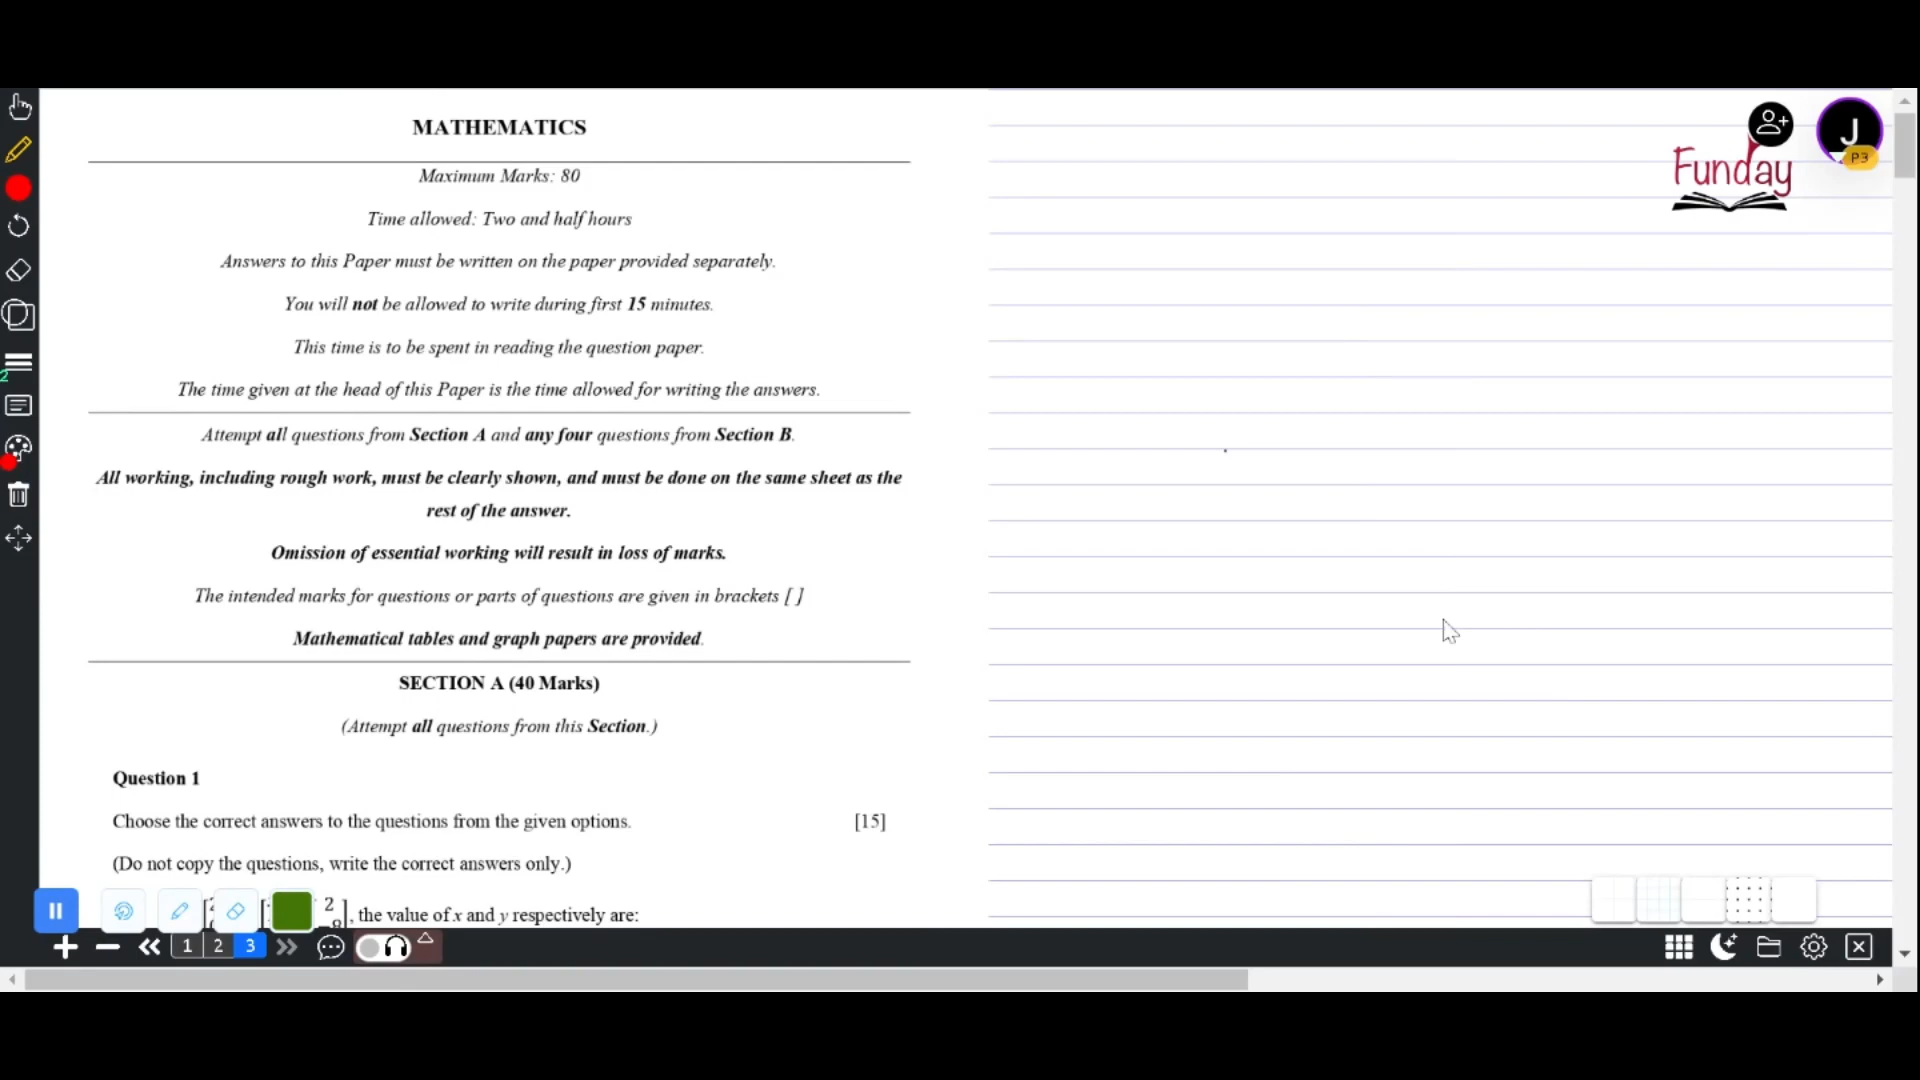 MATHEMATICS
Maximum Marks: 80
Time allowed: Two and half hours
Answers to this Paper must be written on the paper provided separately.
You will not be allowed to write during first 15 minutes.
This time is to be spent in reading the question paper.
The time given at the head of this Paper is the time allowed for writing the answers.
Attempt all questions from Section A and any four questions from Section B.
All working, including rough work, must be clearly shown, and must be done on the same sheet as the
rest of the answer.
Omission of essential working will result in loss of marks.
The intended marks for questions or parts of questions are given in brackets [ ]
Mathematical tables and graph papers are provided.
SECTION A (40 Marks)
(Attempt all questions from this Section.)
Question 1
Choose the correct answers to the questions from the given options. [15]
(Do not copy the questions, write the correct answers only.)
2 ], the value of x and y respectively are:
Funday
J
P3
2
1 2 3